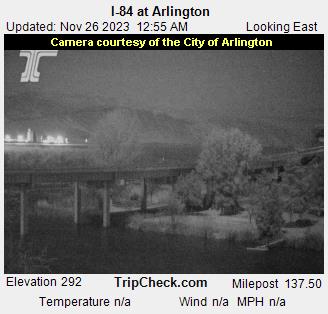 I-84 at Arlington
Updated: Nov 26 2023 12:55 AM Looking East
Camera courtesy of the City of Arlington
Elevation 292 TripCheck.com Milepost 137.50
Temperature n/a Wind n/a MPH n/a